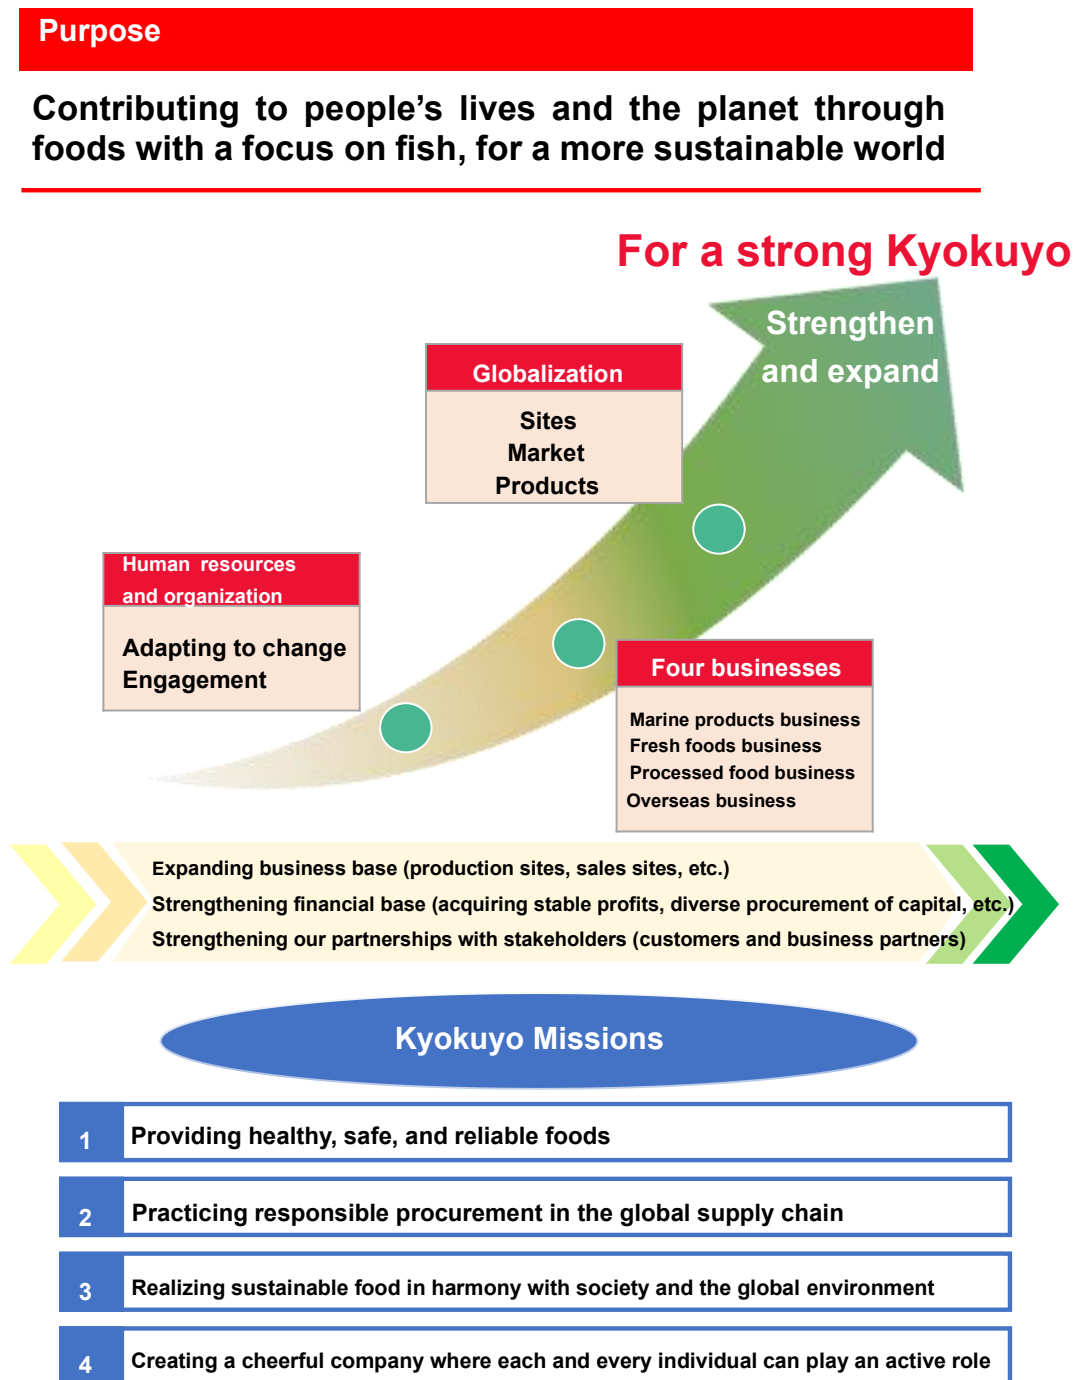 Purpose
Contributing to people’s lives and the planet through
foods with a focus on fish, for a more sustainable world
For a strong Kyokuyo
Strengthen
and expand
Globalization
Sites
Market
Products
Human resources
and organization
Adapting to change
Engagement
Four businesses
Marine products business
Fresh foods business
Processed food business
Overseas business
Expanding business base (production sites, sales sites, etc.)
Strengthening financial base (acquiring stable profits, diverse procurement of capital, etc.)
Strengthening our partnerships with stakeholders (customers and business partners)
Kyokuyo Missions
1 Providing healthy, safe, and reliable foods
2 Practicing responsible procurement in the global supply chain
3 Realizing sustainable food in harmony with society and the global environment
4 Creating a cheerful company where each and every individual can play an active role